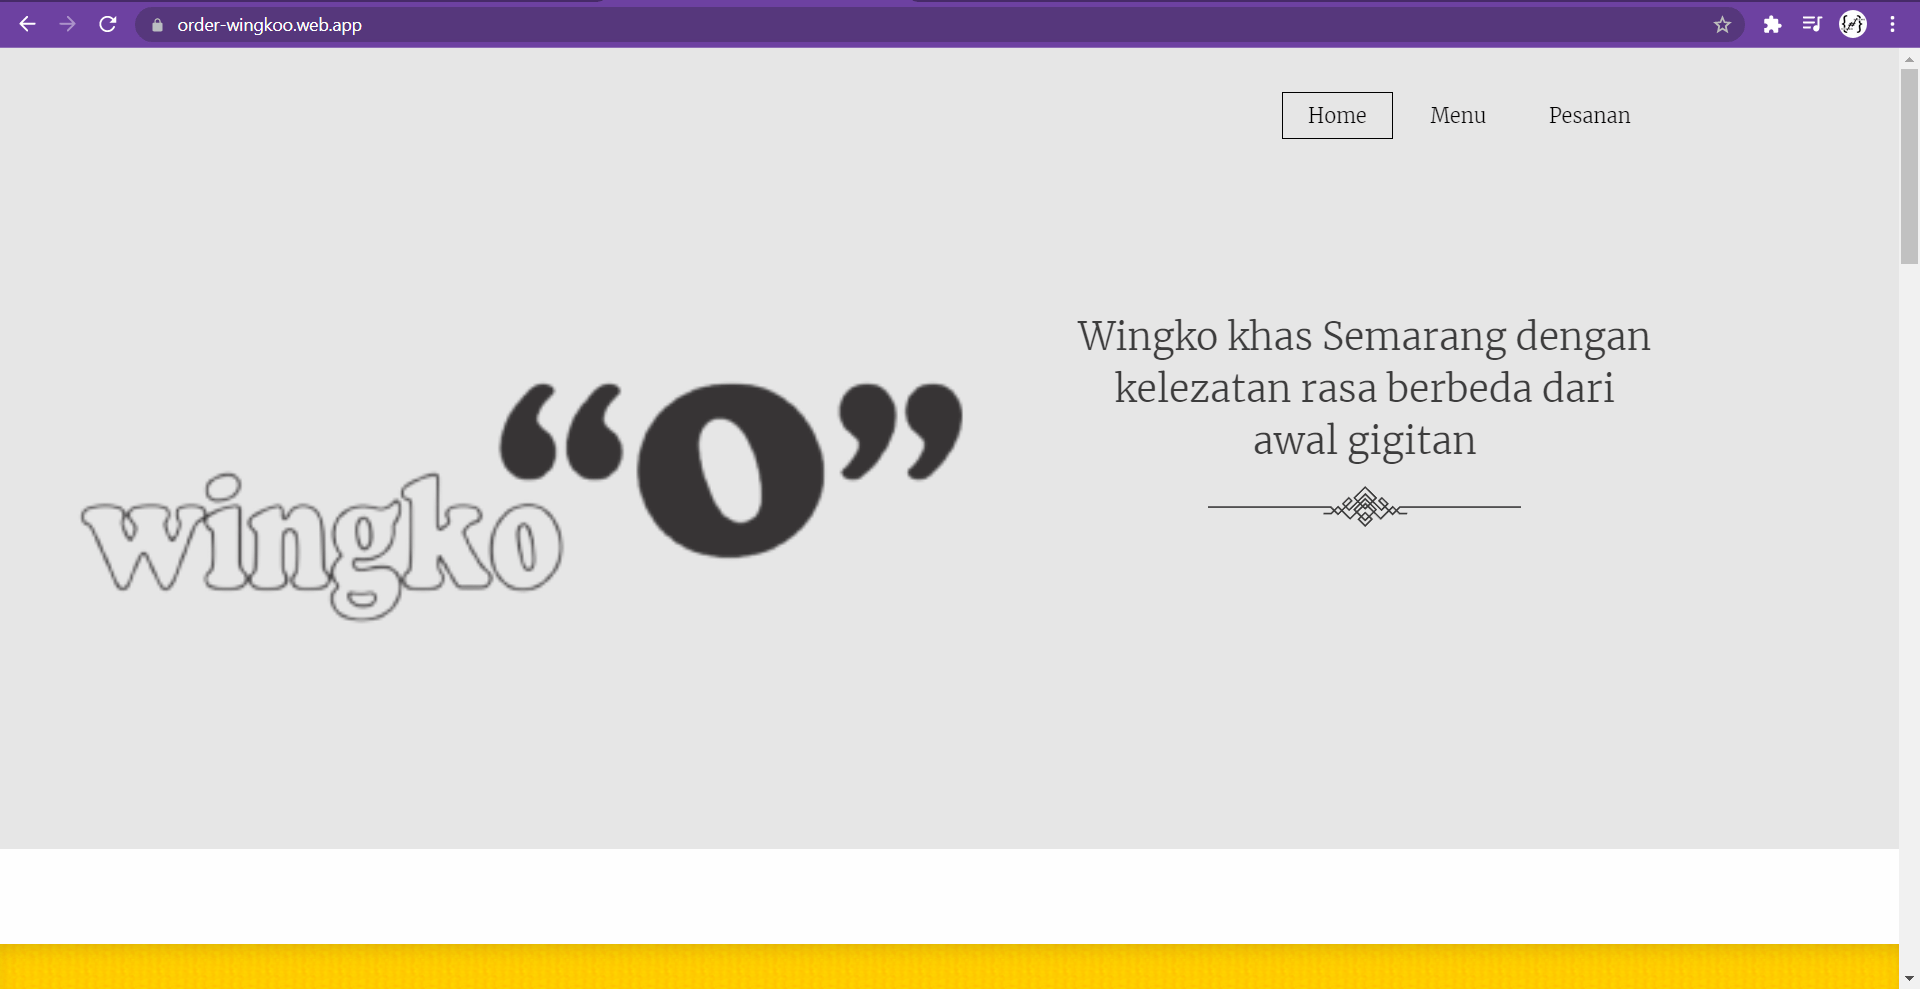 order-wingkoo.web.app
Home Menu Pesanan
wingko “O”
Wingko khas Semarang dengan
kelezatan rasa berbeda dari
awal gigitan